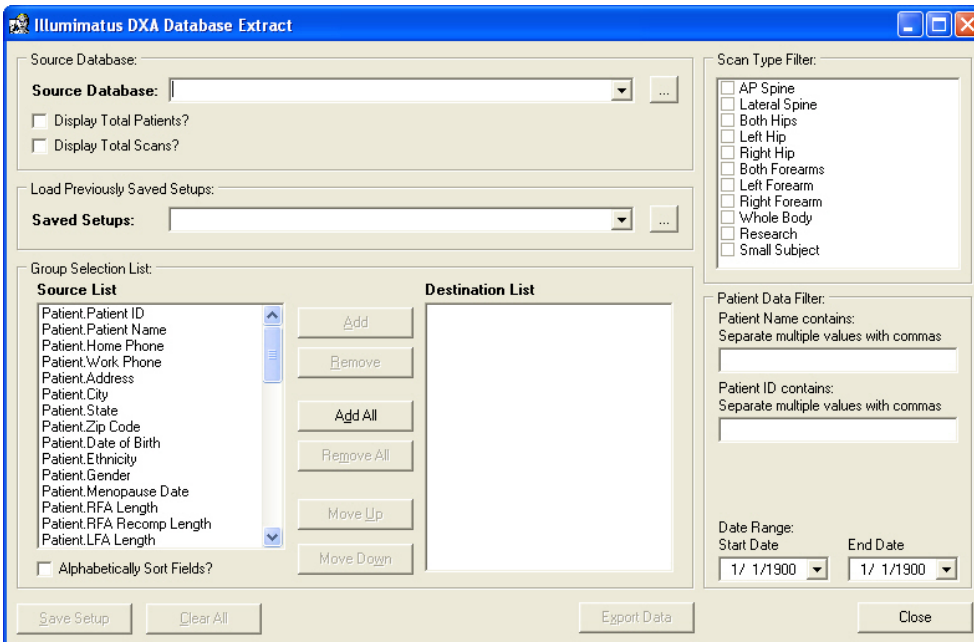 Illumimatus DXA Database Extract
Source Database:
Source Database:
...
Display Total Patients?
Display Total Scans?
Load Previously Saved Setups:
Saved Setups:
...
Group Selection List:
Source List
Patient.Patient ID
Patient.Patient Name
Patient.Home Phone
Patient.Work Phone
Patient.Address
Patient.City
Patient.State
Patient.Zip Code
Patient.Date of Birth
Patient.Ethnicity
Patient.Gender
Patient.Menopause Date
Patient.RFA Length
Patient.RFA Recomp Length
Patient.LFA Length
Alphabetically Sort Fields?
Add
Remove
Add All
Remove All
Move Up
Move Down
Destination List
Scan Type Filter:
AP Spine
Lateral Spine
Both Hips
Left Hip
Right Hip
Both Forearms
Left Forearm
Right Forearm
Whole Body
Research
Small Subject
Patient Data Filter:
Patient Name contains:
Separate multiple values with commas
Patient ID contains:
Separate multiple values with commas
Date Range:
Start Date End Date
1/ 1/1900 1/ 1/1900
Save Setup Clear All Export Data Close